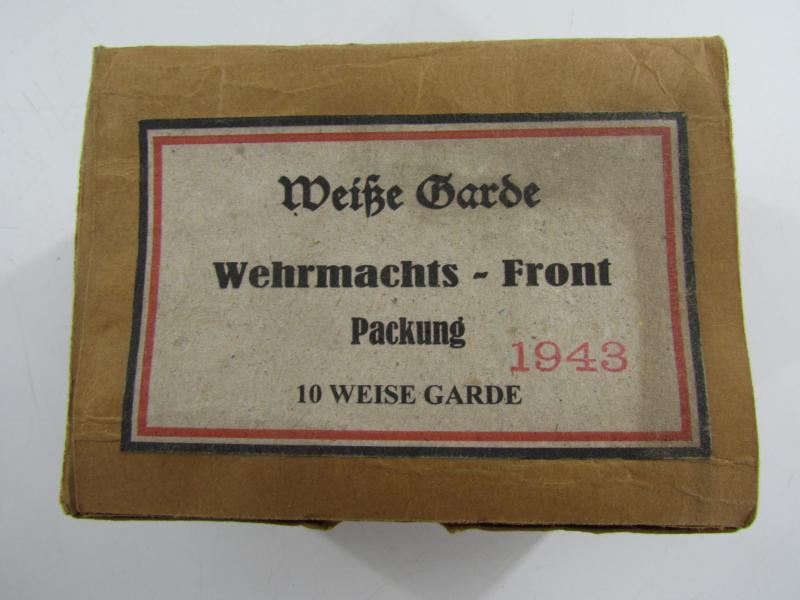 Weiße Garde
Wehrmachts - Front
Packung
1943
10 WEISE GARDE